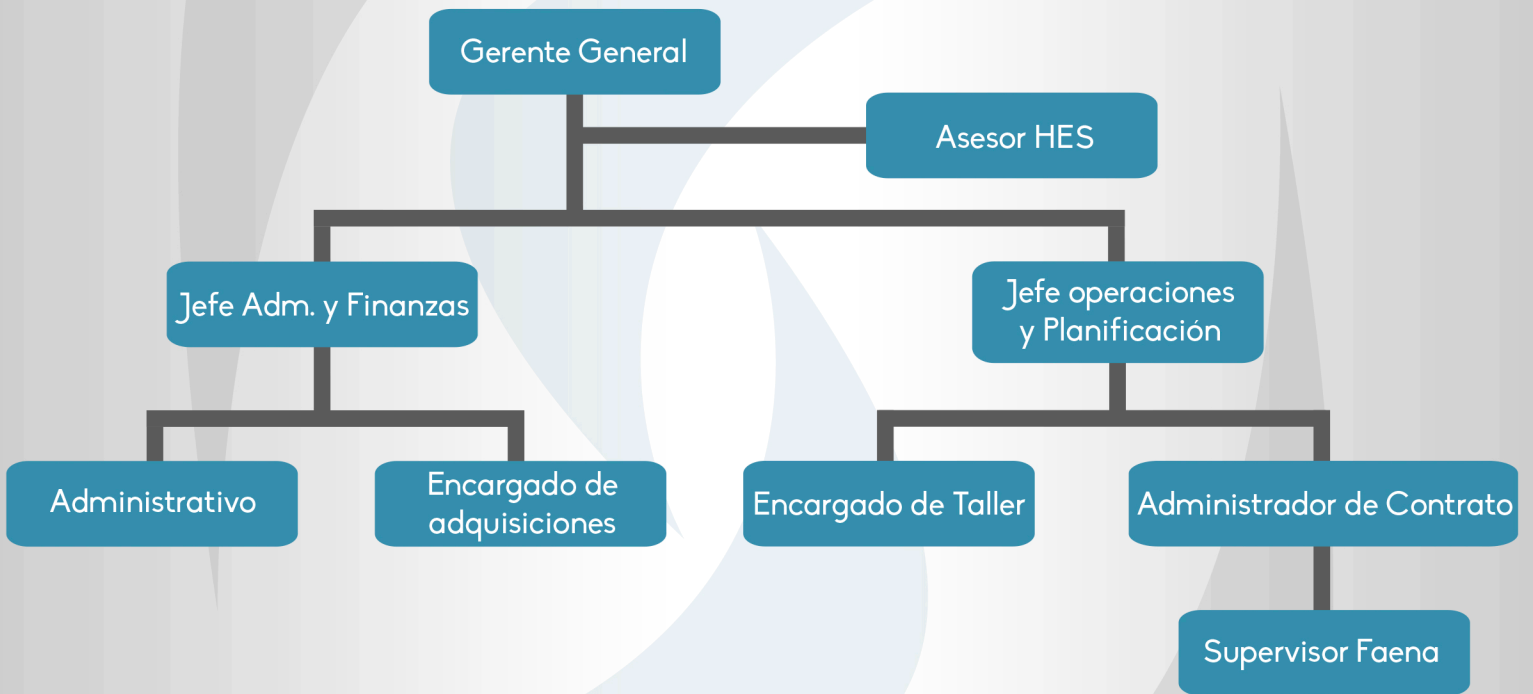 Gerente General
Asesor HES
Jefe Adm. y Finanzas
Jefe operaciones
y Planificación
Administrativo
Encargado de
adquisiciones
Encargado de Taller
Administrador de Contrato
Supervisor Faena